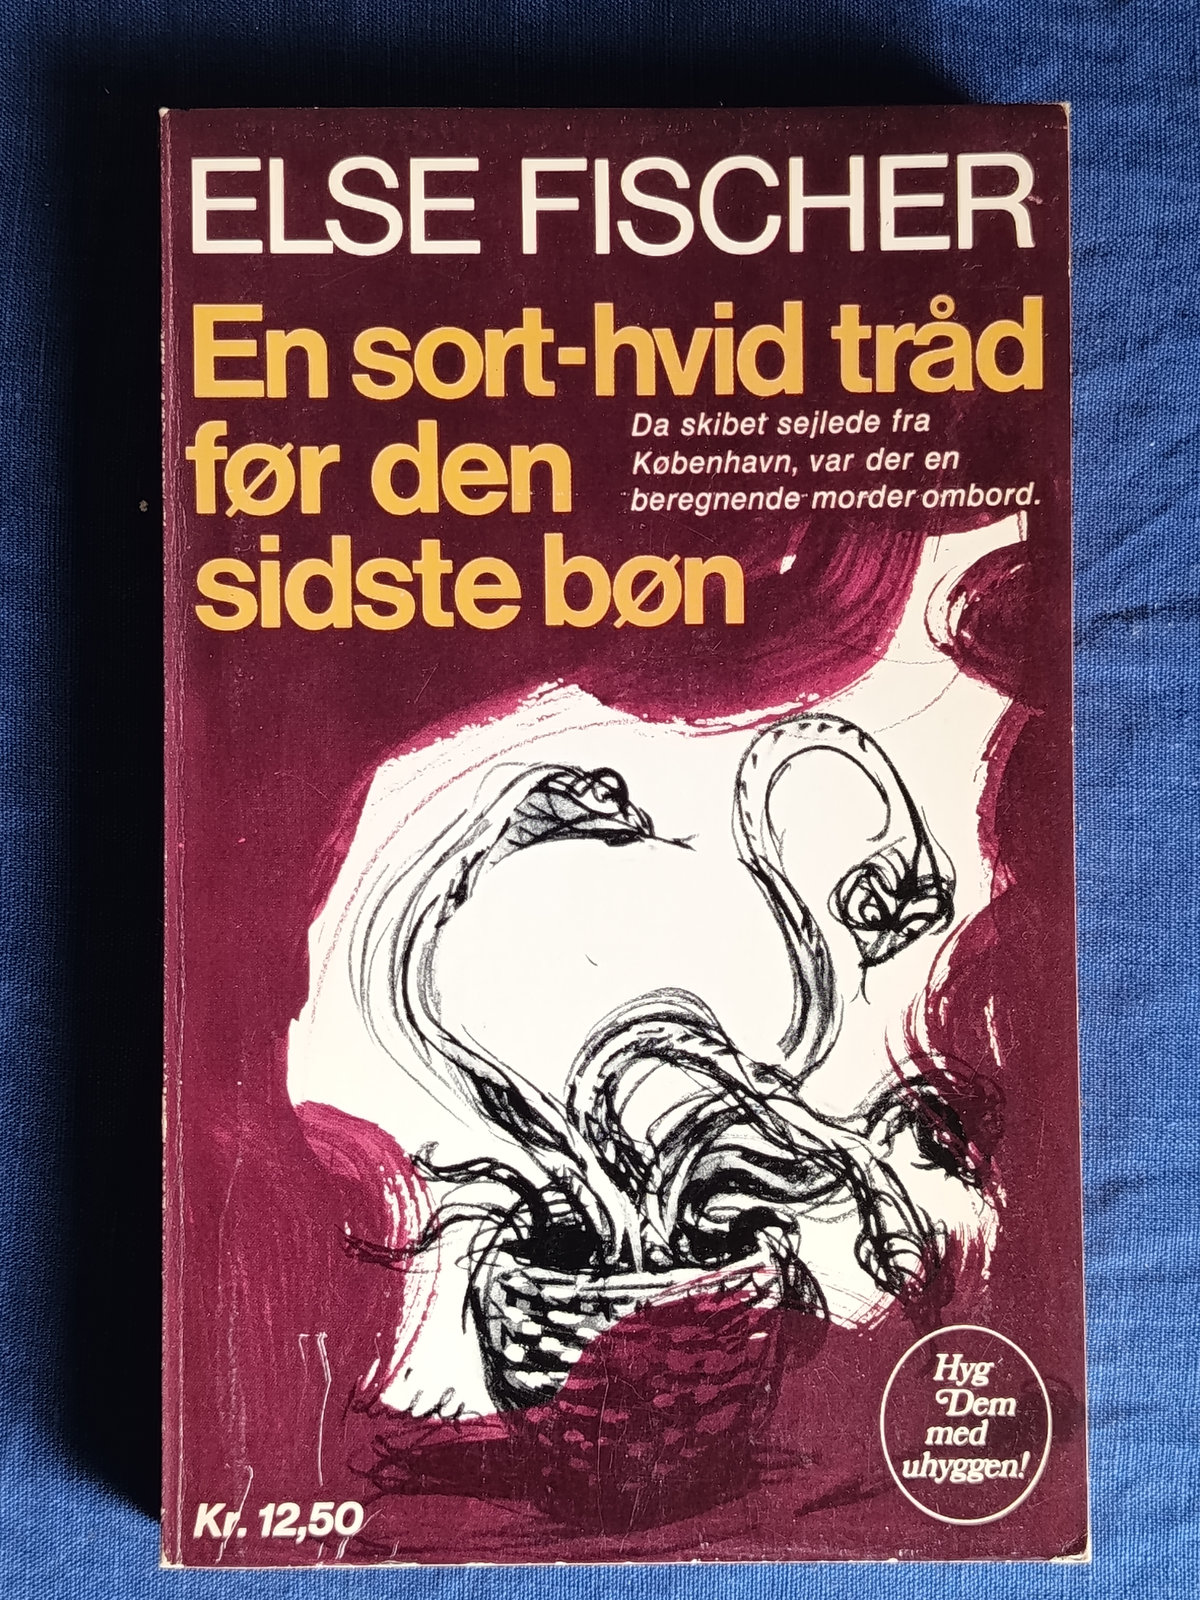 ELSE FISCHER
En sort-hvid tråd
før den
sidste bøn
Da skibet sejlede fra
København, var der en
beregnende morder ombord.
Hyg
Dem
med
uhyggen!
Kr. 12,50